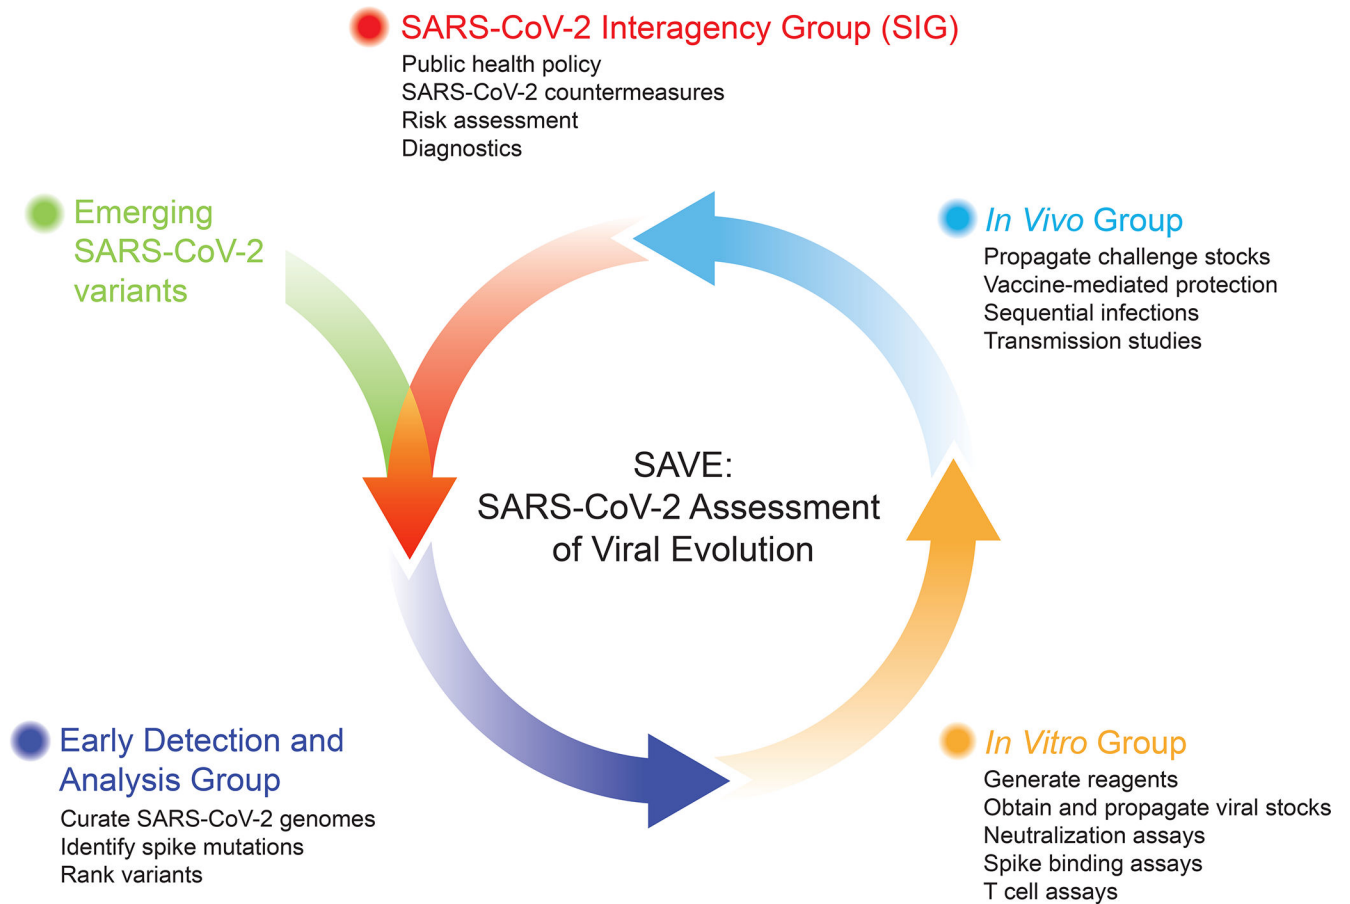 SARS-CoV-2 Interagency Group (SIG)
Public health policy
SARS-CoV-2 countermeasures
Risk assessment
Diagnostics
Emerging
SARS-CoV-2
variants
In Vivo Group
Propagate challenge stocks
Vaccine-mediated protection
Sequential infections
Transmission studies
SAVE:
SARS-CoV-2 Assessment
of Viral Evolution
Early Detection and
Analysis Group
Curate SARS-CoV-2 genomes
Identify spike mutations
Rank variants
In Vitro Group
Generate reagents
Obtain and propagate viral stocks
Neutralization assays
Spike binding assays
T cell assays